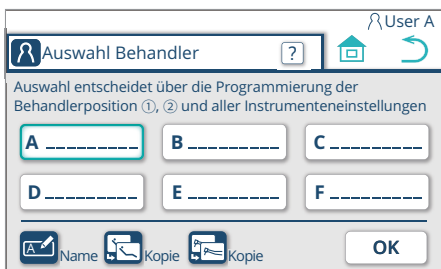 User A
Auswahl Behandler ?
Auswahl entscheidet über die Programmierung der
Behandlerposition ①, ② und aller Instrumenteneinstellungen
A _________ B _________ C _________
D _________ E _________ F _________
A Name Kopie Kopie OK